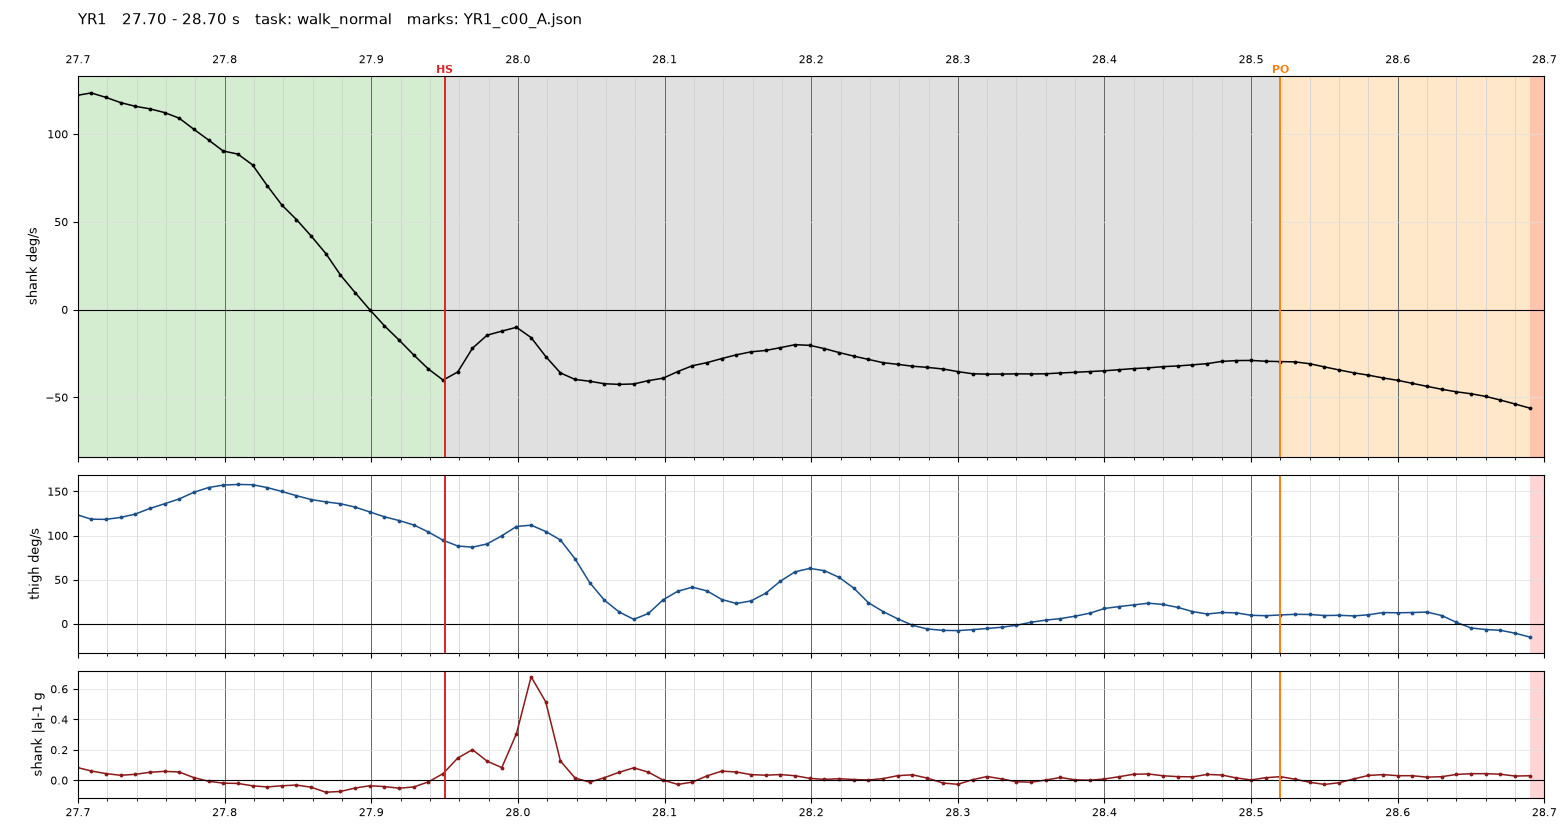 YR1   27.70 - 28.70 s   task: walk_normal   marks: YR1_c00_A.json
27.7 27.8 27.9 28.0 28.1 28.2 28.3 28.4 28.5 28.6 28.7
HS PO
shank deg/s
100
50
0
−50
thigh deg/s
150
100
50
0
shank |a|-1 g
0.6
0.4
0.2
0.0
27.7 27.8 27.9 28.0 28.1 28.2 28.3 28.4 28.5 28.6 28.7